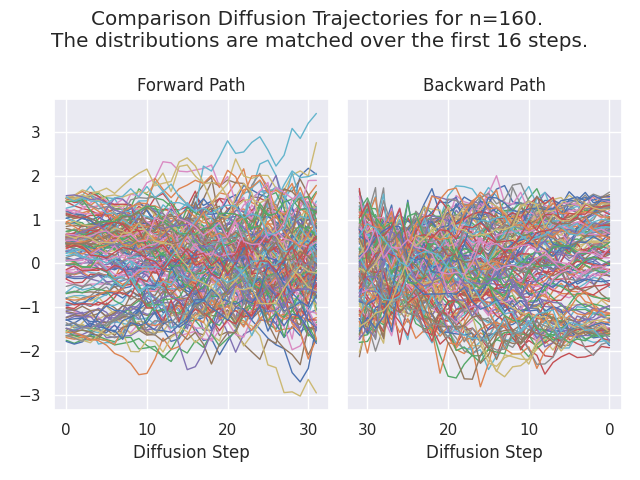 Comparison Diffusion Trajectories for n=160.
The distributions are matched over the first 16 steps.
Forward Path
Backward Path
3
2
1
0
−1
−2
−3
0
10
20
30
30
20
10
0
Diffusion Step
Diffusion Step